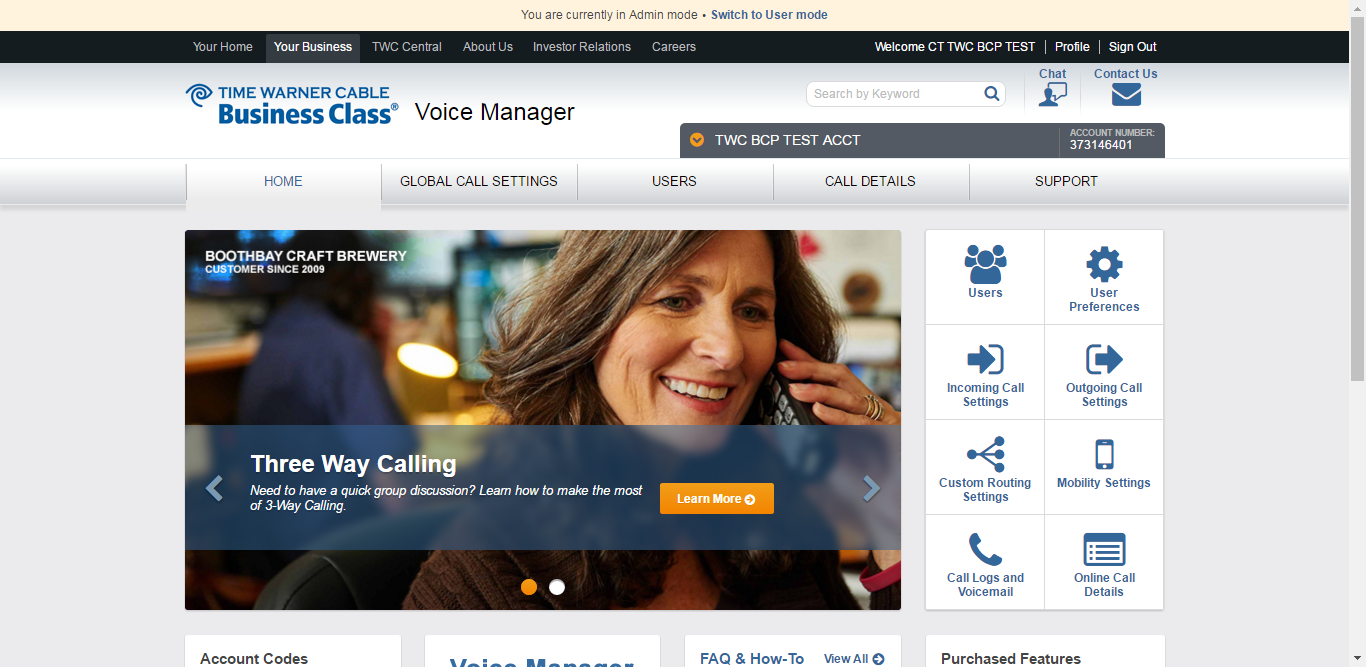 You are currently in Admin mode • Switch to User mode
Your Home Your Business TWC Central About Us Investor Relations Careers Welcome CT TWC BCP TEST Profile Sign Out
Chat Contact Us
TIME WARNER CABLE
Business Class® Voice Manager
Search by Keyword
TWC BCP TEST ACCT
ACCOUNT NUMBER:
373146401
HOME GLOBAL CALL SETTINGS USERS CALL DETAILS SUPPORT
BOOTHBAY CRAFT BREWERY
CUSTOMER SINCE 2009
Three Way Calling
Need to have a quick group discussion? Learn how to make the most
of 3-Way Calling.
Learn More
Users
User
Preferences
Incoming Call
Settings
Outgoing Call
Settings
Custom Routing
Settings
Mobility Settings
Call Logs and
Voicemail
Online Call
Details
Account Codes
Voice Manager
FAQ & How-To View All
Purchased Features